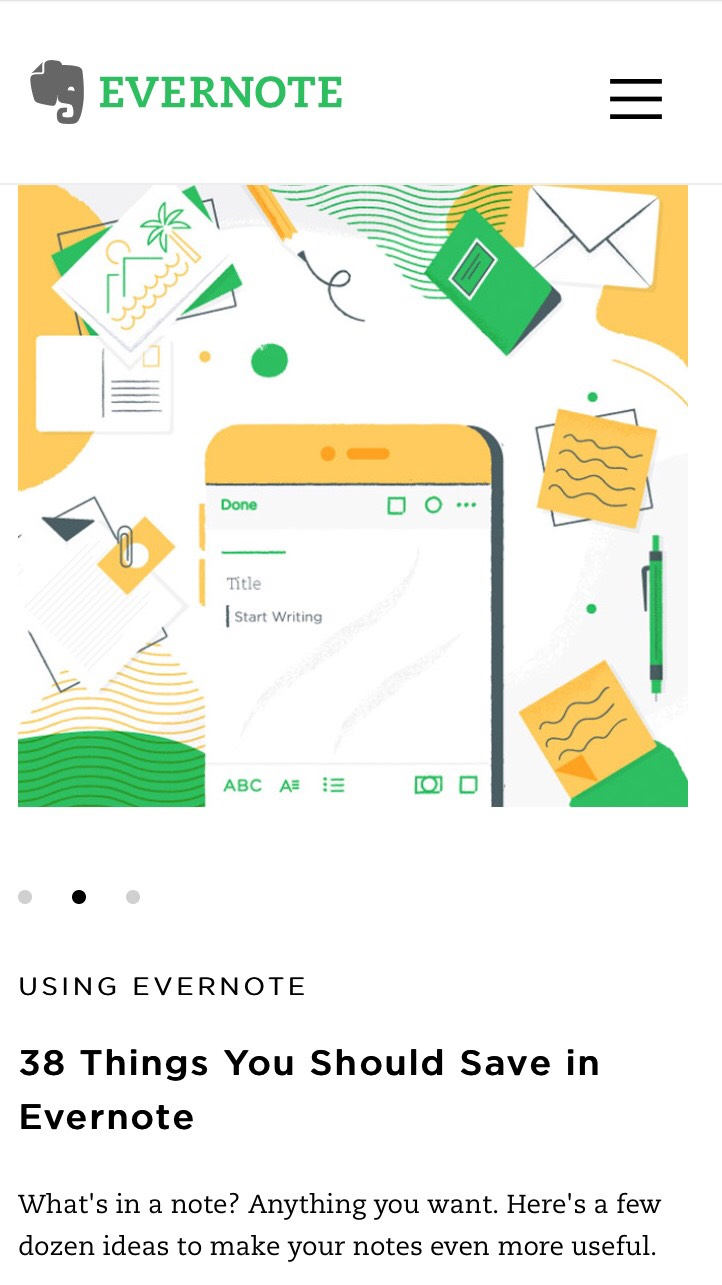 EVERNOTE
Done
Title
Start Writing
ABC
A
USING EVERNOTE
38 Things You Should Save in
Evernote
What's in a note? Anything you want. Here's a few
dozen ideas to make your notes even more useful.